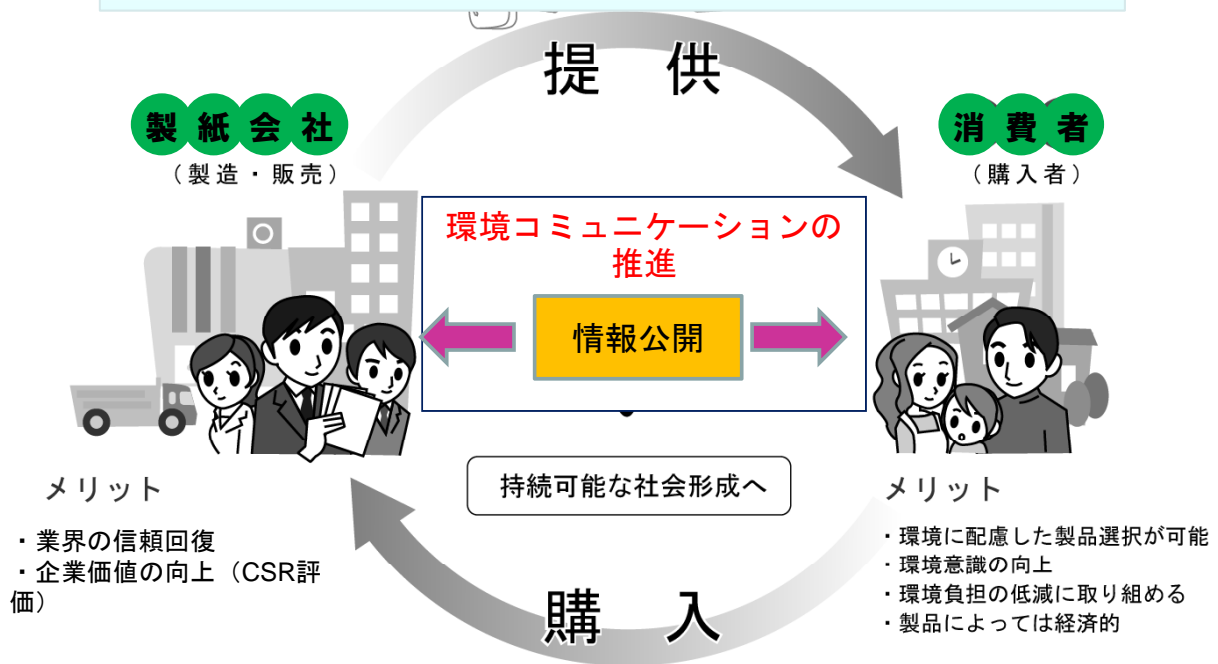 提 供
製紙会社
（製造・販売）
消費者
（購入者）
環境コミュニケーションの
推進
情報公開
持続可能な社会形成へ
メリット
・業界の信頼回復
・企業価値の向上（CSR評
価）
メリット
・環境に配慮した製品選択が可能
・環境意識の向上
・環境負担の低減に取り組める
・製品によっては経済的
購 入